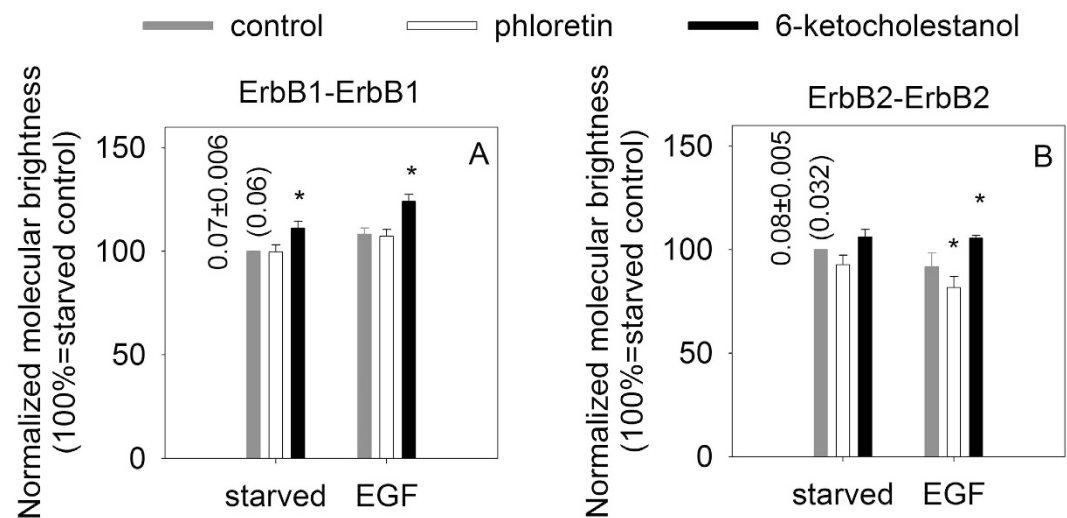 control phloretin 6-ketocholestanol
ErbB1-ErbB1
A
Normalized molecular brightness
(100%=starved control)
150
100
50
0
0.07±0.006
(0.06)
*
*
starved EGF
ErbB2-ErbB2
B
Normalized molecular brightness
(100%=starved control)
150
100
50
0
0.08±0.005
(0.032)
*
*
starved EGF